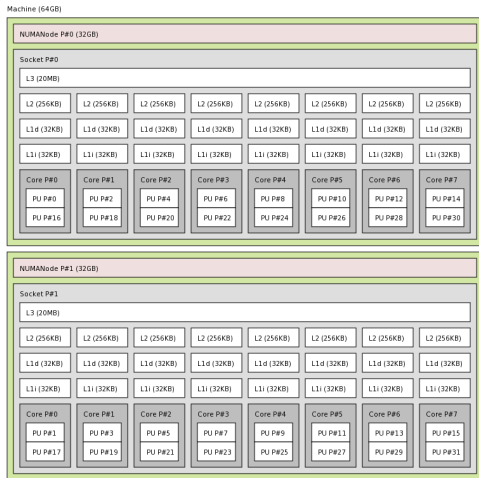 Machine (64GB)
NUMANode P#0 (32GB)
Socket P#0
L3 (20MB)
L2 (256KB) L2 (256KB) L2 (256KB) L2 (256KB) L2 (256KB) L2 (256KB) L2 (256KB) L2 (256KB)
L1d (32KB) L1d (32KB) L1d (32KB) L1d (32KB) L1d (32KB) L1d (32KB) L1d (32KB) L1d (32KB)
L1i (32KB) L1i (32KB) L1i (32KB) L1i (32KB) L1i (32KB) L1i (32KB) L1i (32KB) L1i (32KB)
Core P#0 Core P#1 Core P#2 Core P#3 Core P#4 Core P#5 Core P#6 Core P#7
PU P#0 PU P#2 PU P#4 PU P#6 PU P#8 PU P#10 PU P#12 PU P#14
PU P#16 PU P#18 PU P#20 PU P#22 PU P#24 PU P#26 PU P#28 PU P#30
NUMANode P#1 (32GB)
Socket P#1
L3 (20MB)
L2 (256KB) L2 (256KB) L2 (256KB) L2 (256KB) L2 (256KB) L2 (256KB) L2 (256KB) L2 (256KB)
L1d (32KB) L1d (32KB) L1d (32KB) L1d (32KB) L1d (32KB) L1d (32KB) L1d (32KB) L1d (32KB)
L1i (32KB) L1i (32KB) L1i (32KB) L1i (32KB) L1i (32KB) L1i (32KB) L1i (32KB) L1i (32KB)
Core P#0 Core P#1 Core P#2 Core P#3 Core P#4 Core P#5 Core P#6 Core P#7
PU P#1 PU P#3 PU P#5 PU P#7 PU P#9 PU P#11 PU P#13 PU P#15
PU P#17 PU P#19 PU P#21 PU P#23 PU P#25 PU P#27 PU P#29 PU P#31